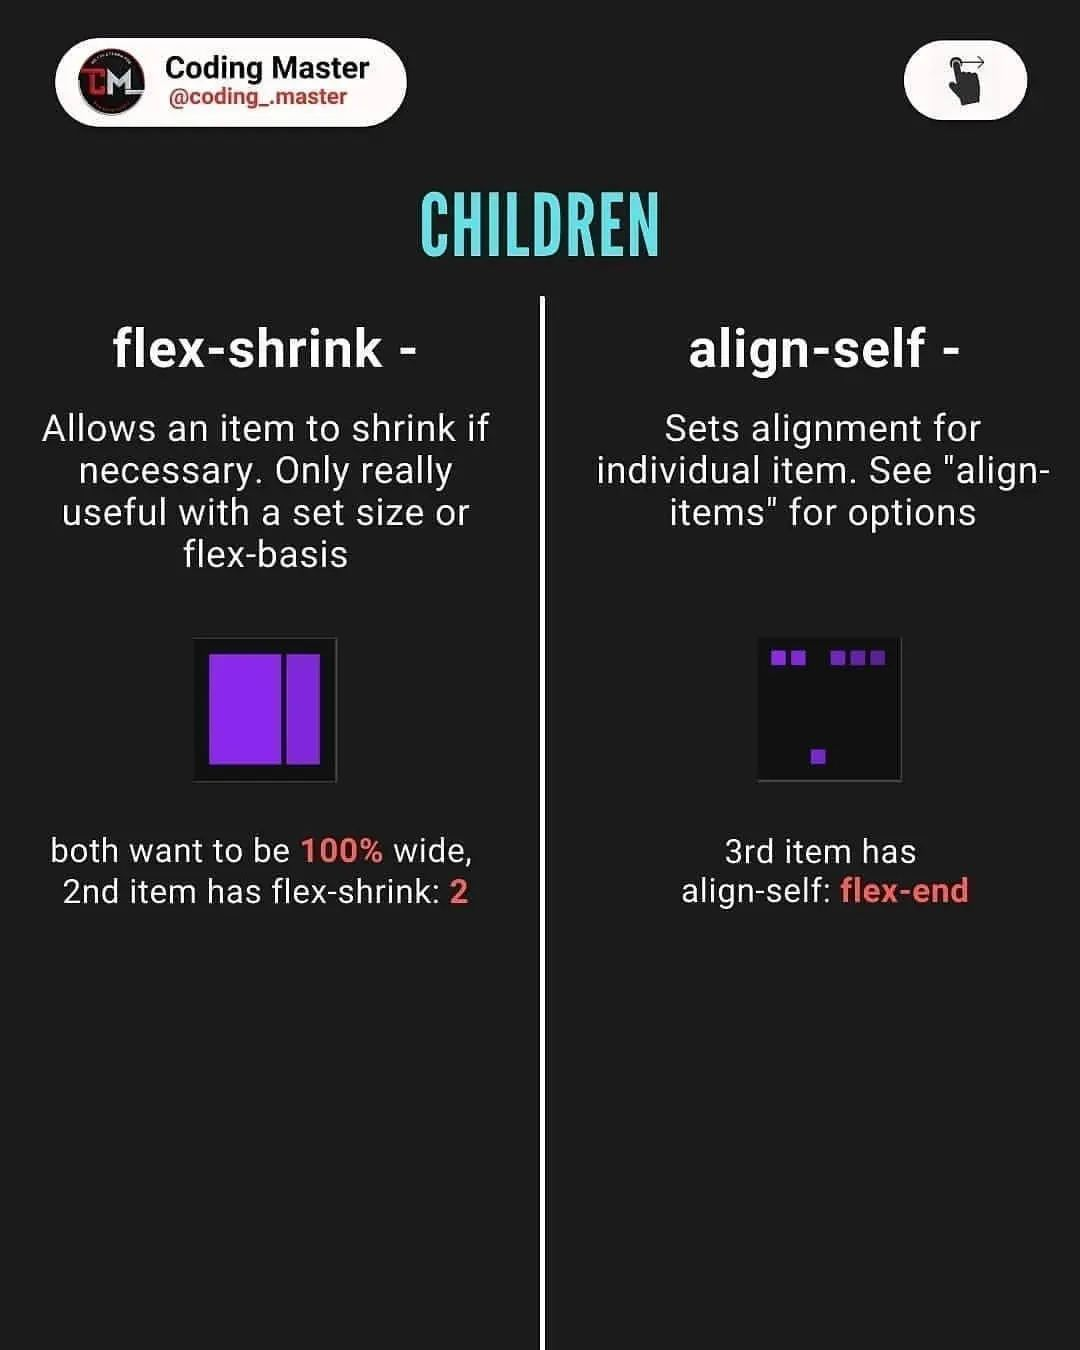 Coding Master
@coding_.master
CHILDREN
flex-shrink -
Allows an item to shrink if
necessary. Only really
useful with a set size or
flex-basis
both want to be 100% wide,
2nd item has flex-shrink: 2
align-self -
Sets alignment for
individual item. See "align-
items" for options
3rd item has
align-self: flex-end